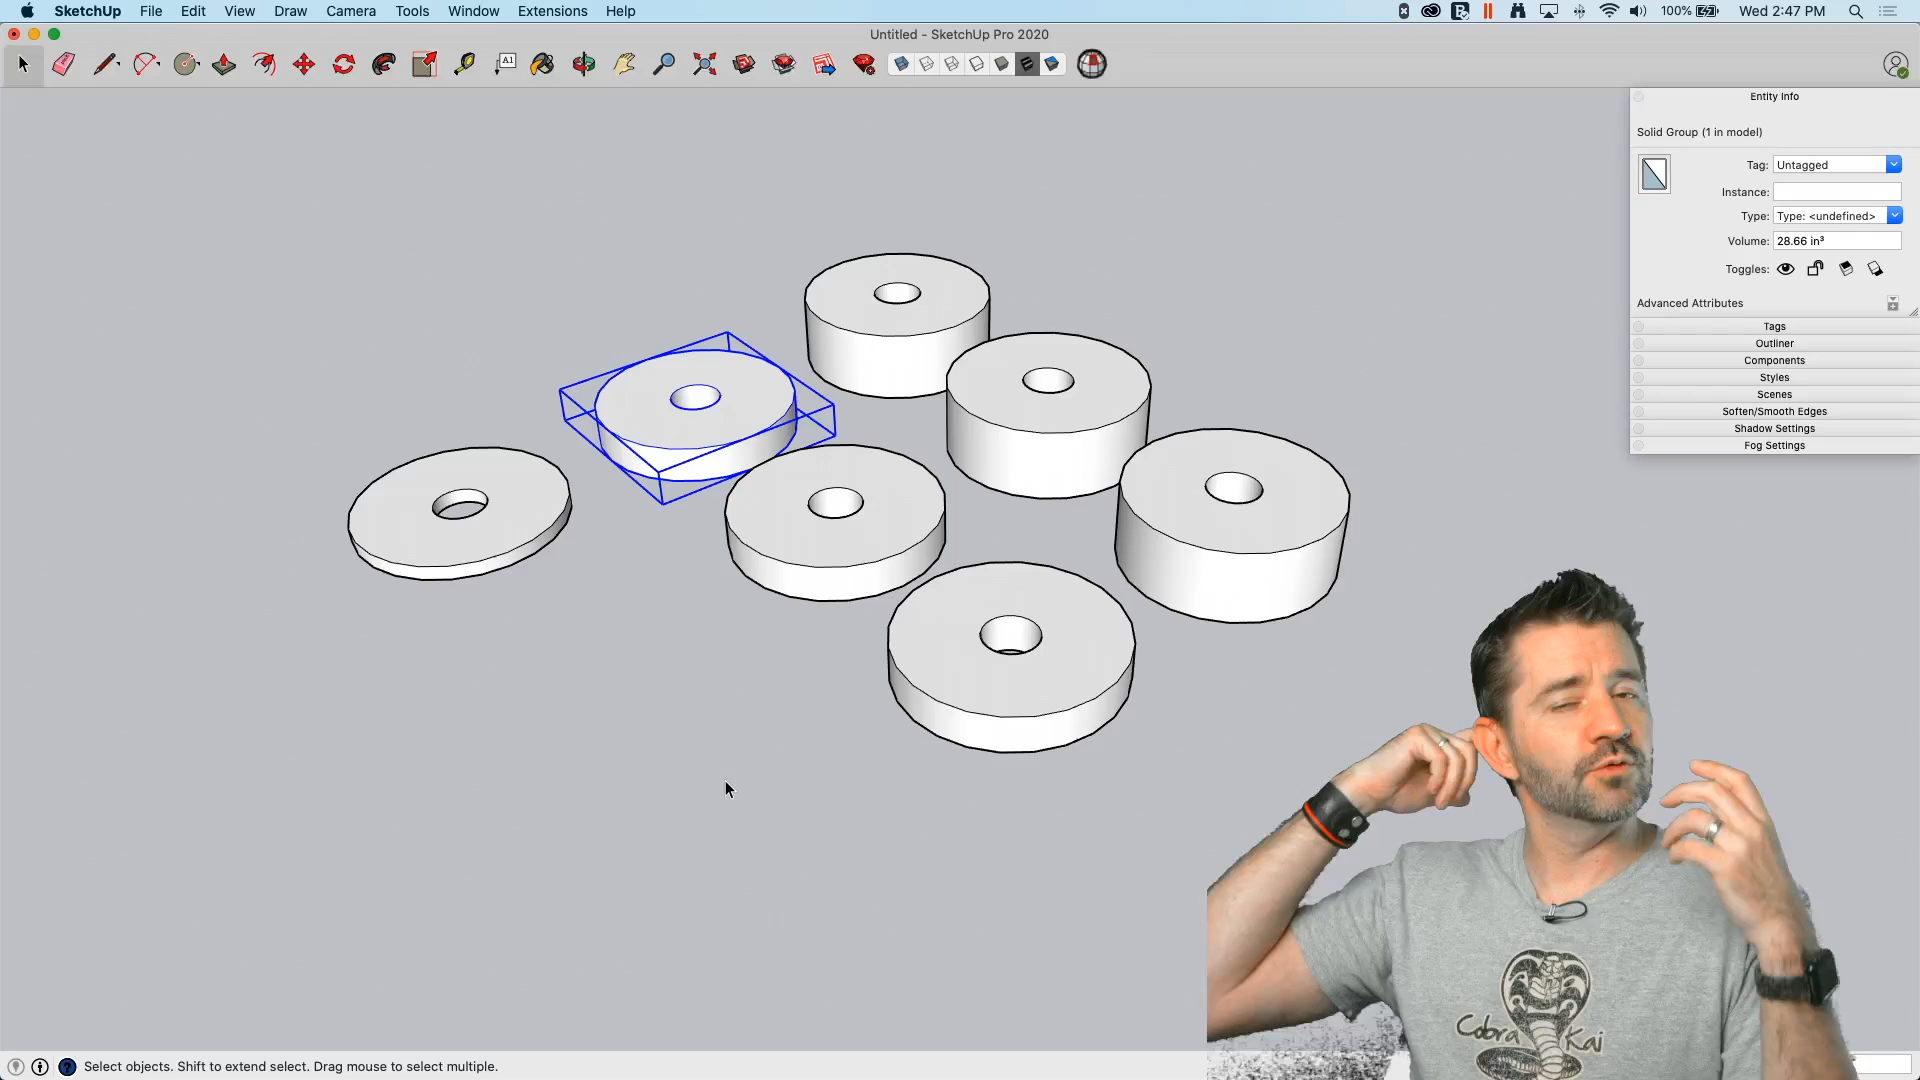 SketchUp File Edit View Draw Camera Tools Window Extensions Help 100% Wed 2:47 PM
Untitled - SketchUp Pro 2020
A1
Entity Info
Solid Group (1 in model)
Tag: Untagged
Instance:
Type: Type: <undefined>
Volume: 28.66 in³
Toggles:
Advanced Attributes
Tags
Outliner
Components
Styles
Scenes
Soften/Smooth Edges
Shadow Settings
Fog Settings
Cobra Kai
Select objects. Shift to extend select. Drag mouse to select multiple.